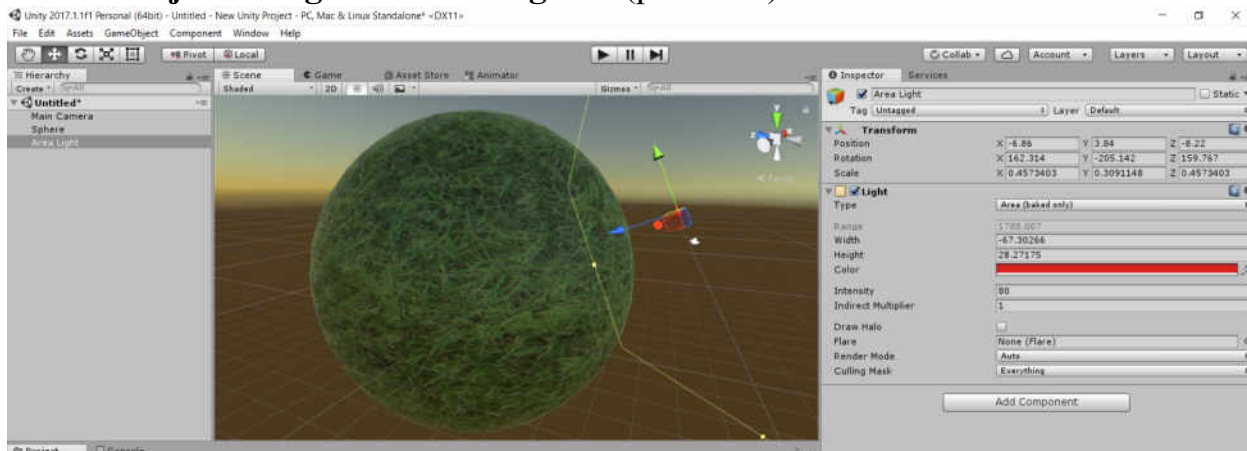 Unity 2017.1.1f1 Personal (64bit) - Untitled - New Unity Project - PC, Mac & Linux Standalone* <DX11>
File Edit Assets GameObject Component Window Help
Pivot Local Collab Account Layers Layout
Hierarchy
Create
Untitled*
Main Camera
Sphere
Area Light
Scene Game Asset Store Animator
Shaded 2D Gizmos
y
z
Inspector Services
Area Light Static
Tag Untagged Layer Default
Transform
Position X -6.86 Y 3.84 Z -8.22
Rotation X 162.314 Y -205.142 Z 159.767
Scale X 0.4573403 Y 0.3091148 Z 0.4573403
Light
Type Area (baked only)
Range 1788.007
Width -67.30266
Height 28.27175
Color
Intensity 80
Indirect Multiplier 1
Draw Halo
Flare None (Flare)
Render Mode Auto
Culling Mask Everything
Add Component